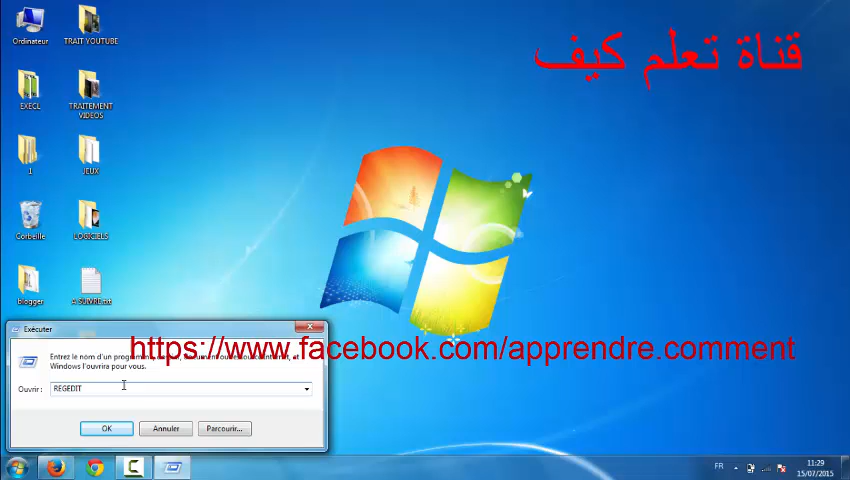 قناة تعلم كيف
Ordinateur
TRAIT YOUTUBE
EXECL
TRAITEMENT
VIDEOS
1
JEUX
Corbeille
LOGICIELS
blogger
A SUIVRE.txt
Exécuter
Entrez le nom d'un programme,
Windows l'ouvrira pour vous.
https://www.facebook.com/apprendre.comment
Ouvrir :
REGEDIT
OK
Annuler
Parcourir...
FR
11:29
15/07/2015